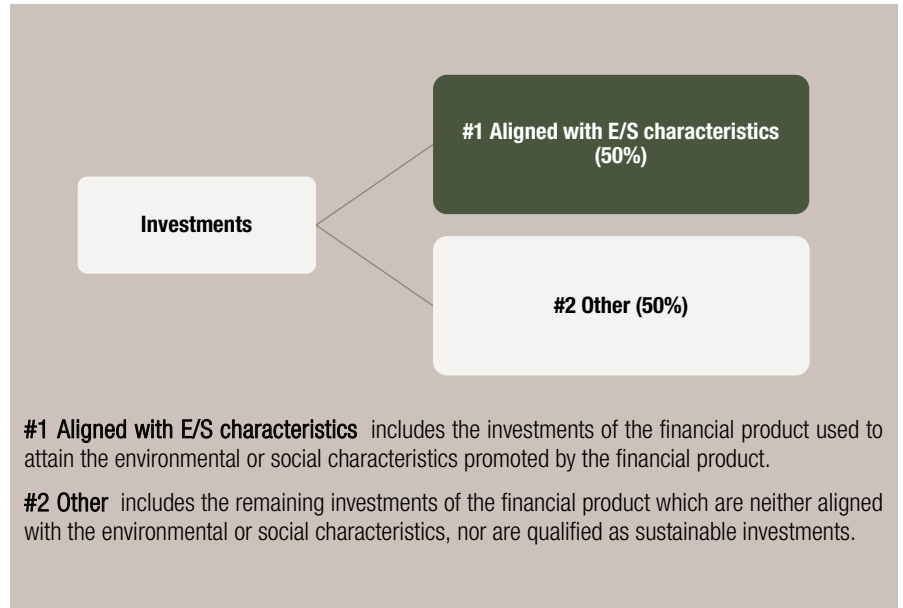 #1 Aligned with E/S characteristics
(50%)
Investments
#2 Other (50%)
#1 Aligned with E/S characteristics includes the investments of the financial product used to
attain the environmental or social characteristics promoted by the financial product.
#2 Other includes the remaining investments of the financial product which are neither aligned
with the environmental or social characteristics, nor are qualified as sustainable investments.